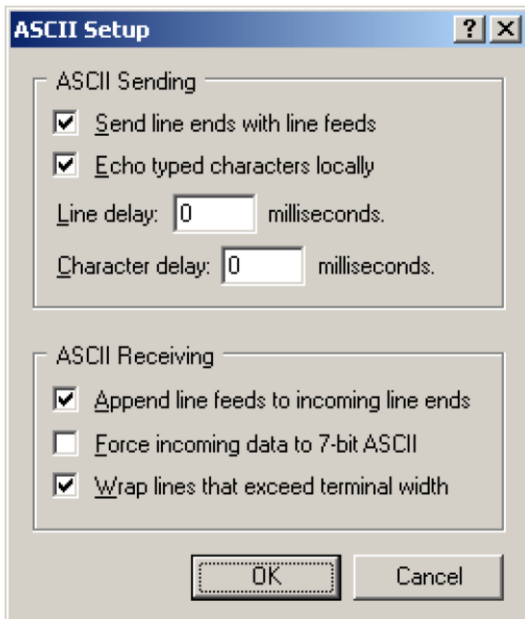 ASCII Setup
ASCII Sending
Send line ends with line feeds
Echo typed characters locally
Line delay: 0 milliseconds.
Character delay: 0 milliseconds.
ASCII Receiving
Append line feeds to incoming line ends
Force incoming data to 7-bit ASCII
Wrap lines that exceed terminal width
OK Cancel